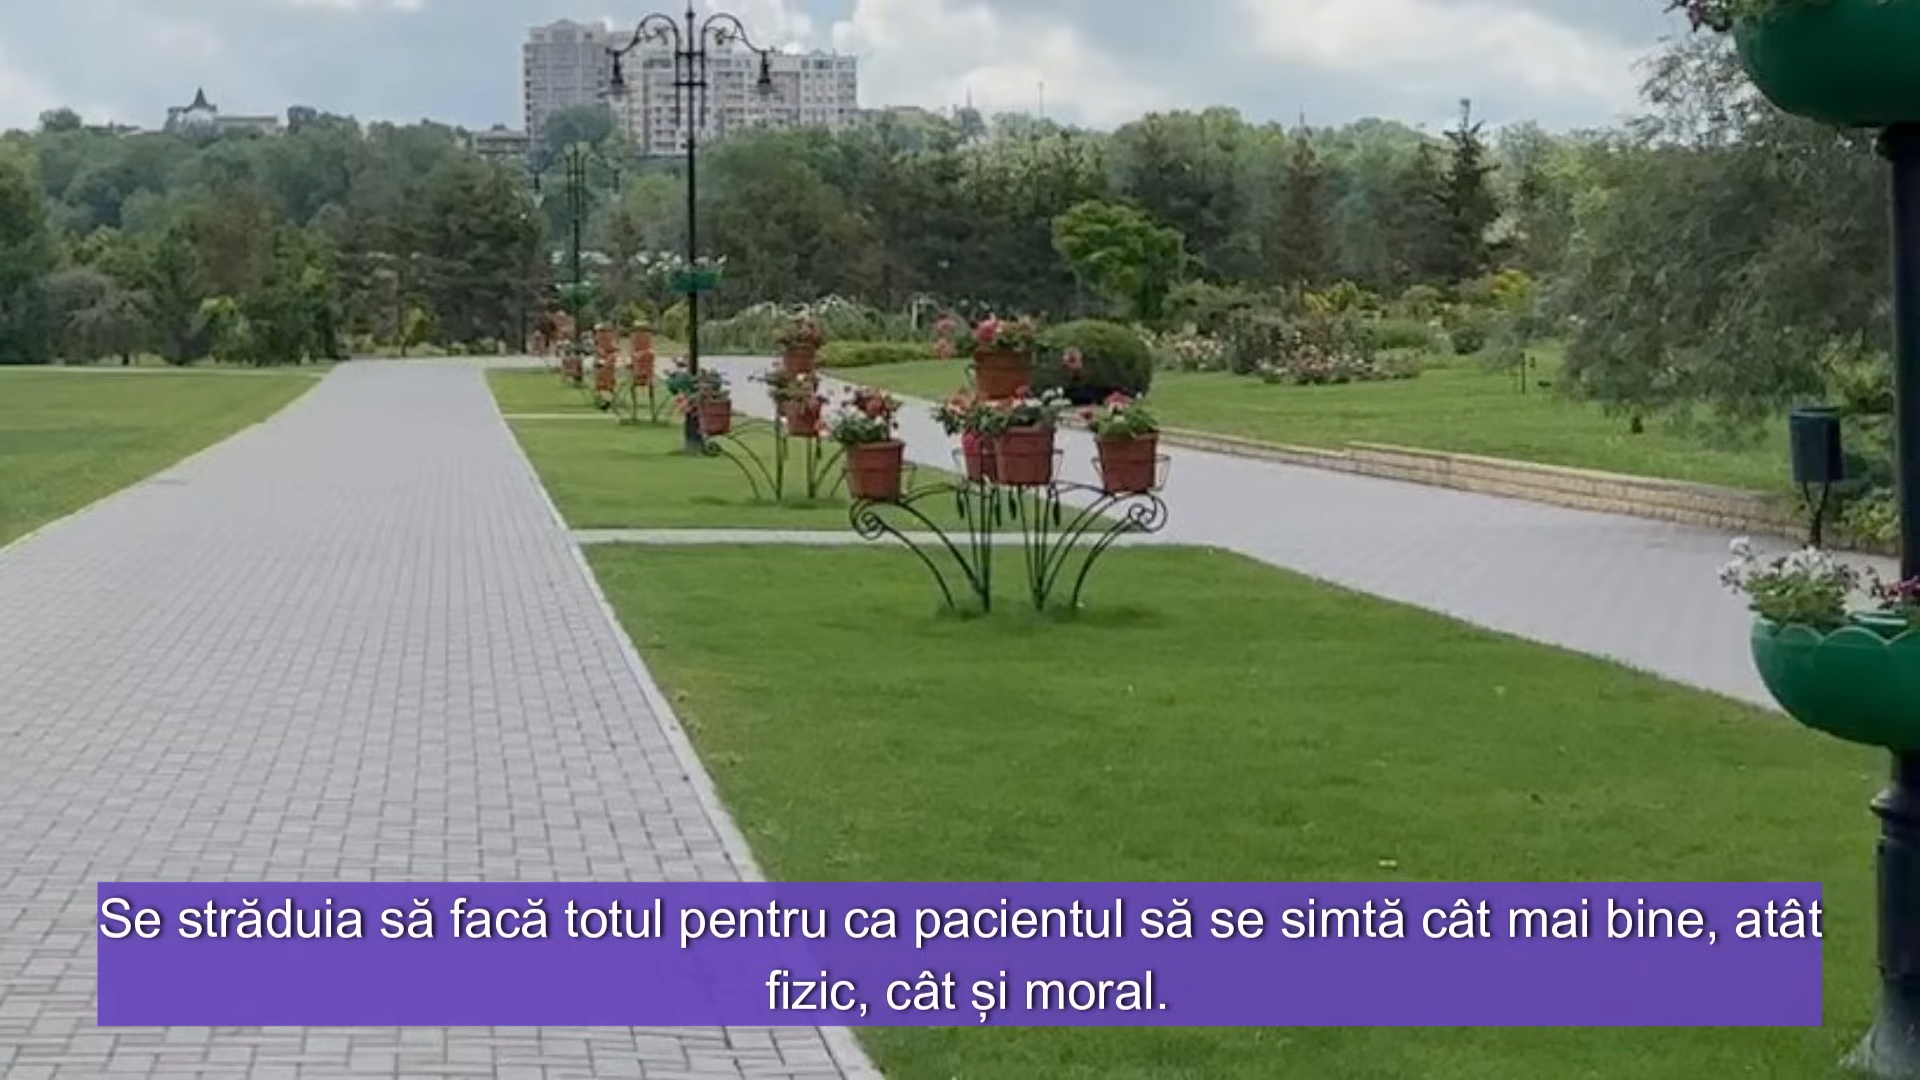 Se străduia să facă totul pentru ca pacientul să se simtă cât mai bine, atât
fizic, cât și moral.